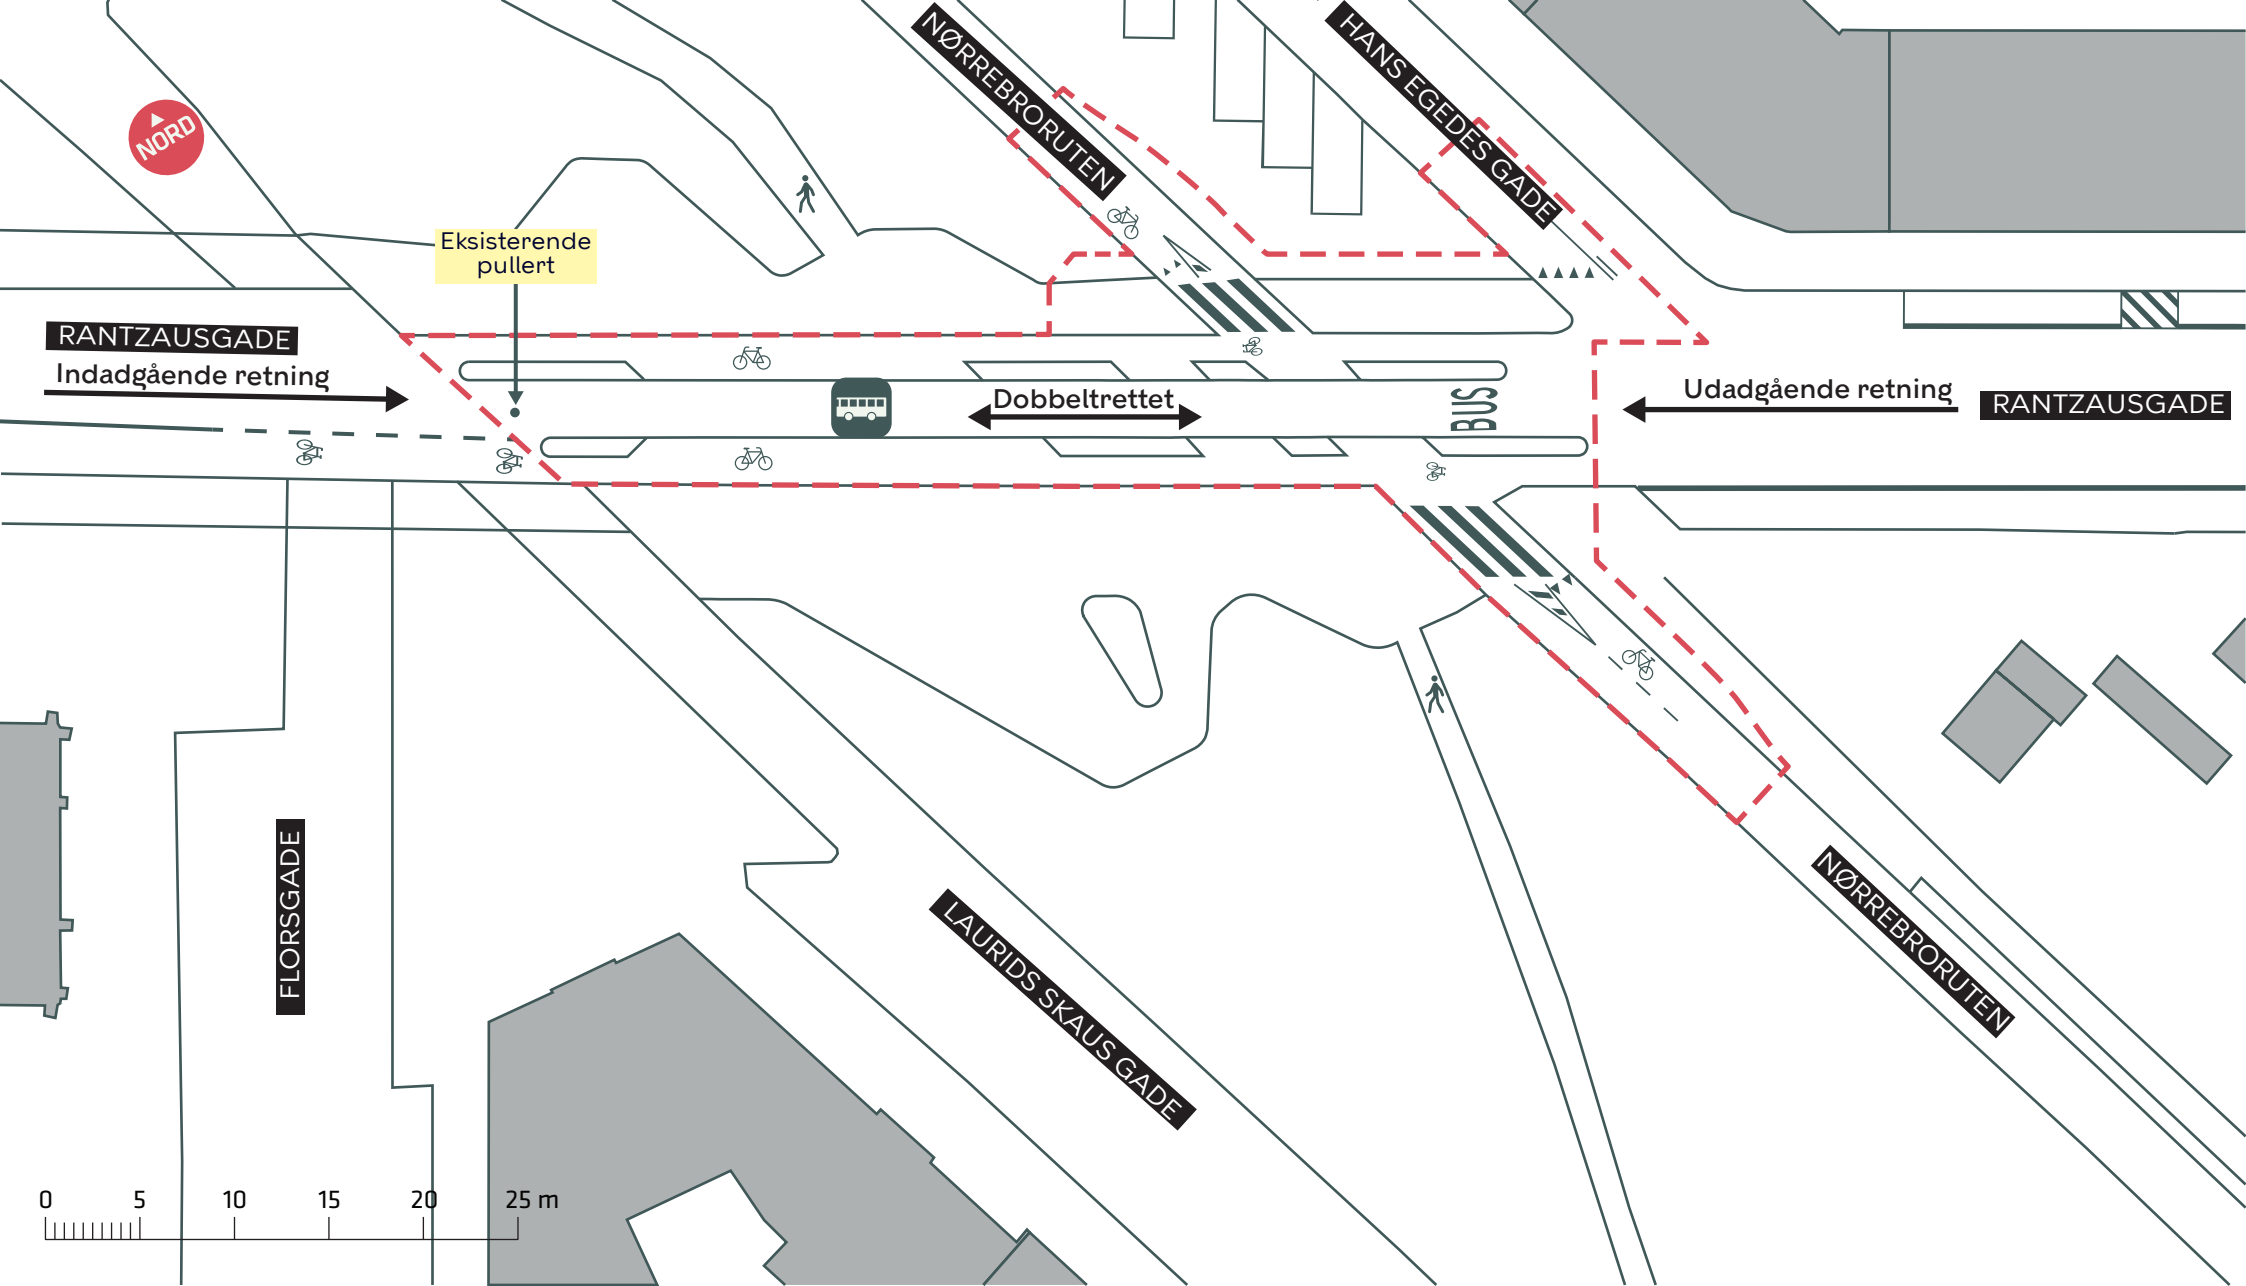 NØRREBRORUTEN
HANS EGEDES GADE
NORD
Eksisterende
pullert
RANTZAUSGADE
Indadgående retning
Dobbeltrettet
BUS
Udadgående retning
RANTZAUSGADE
FLORSGADE
LAURIDS SKAUS GADE
NØRREBRORUTEN
0 5 10 15 20 25 m